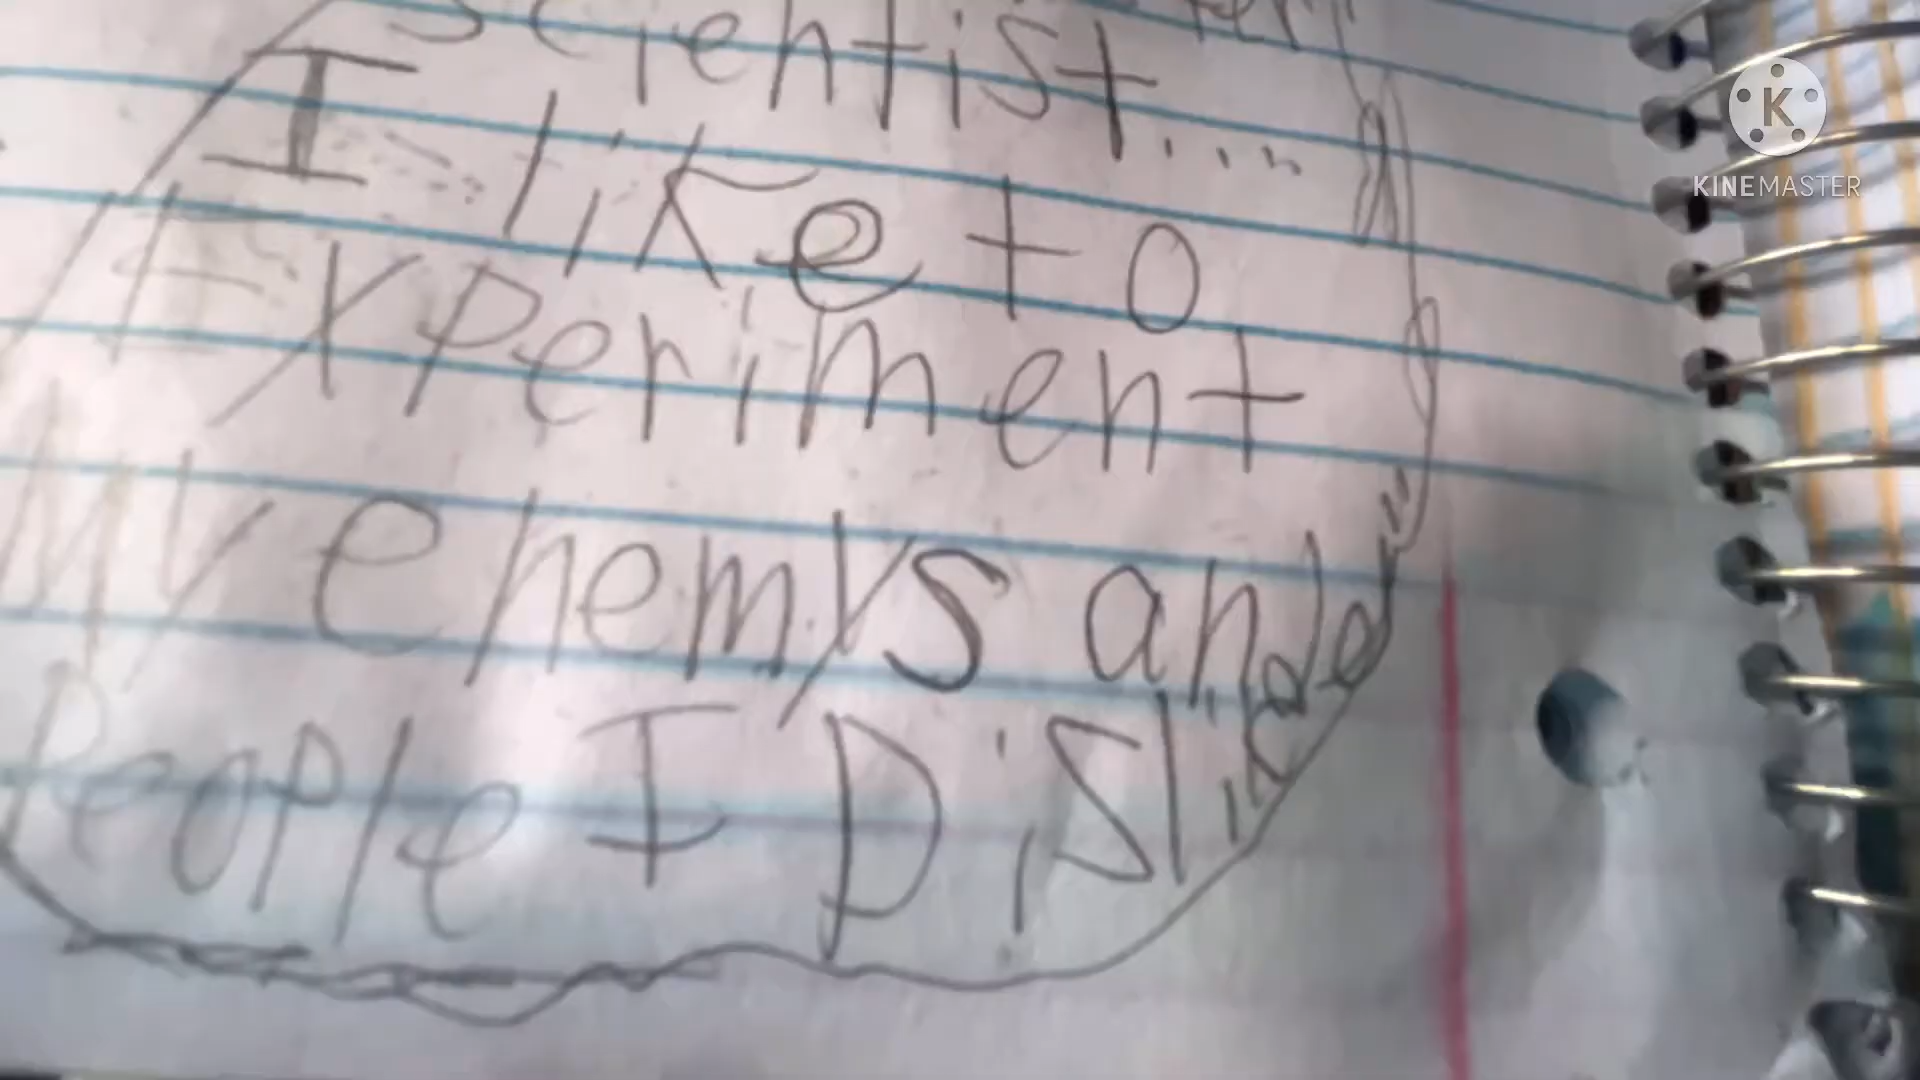 scientist....
I like to
Experiment
My enemys and
People I Dislike
K
KINEMASTER